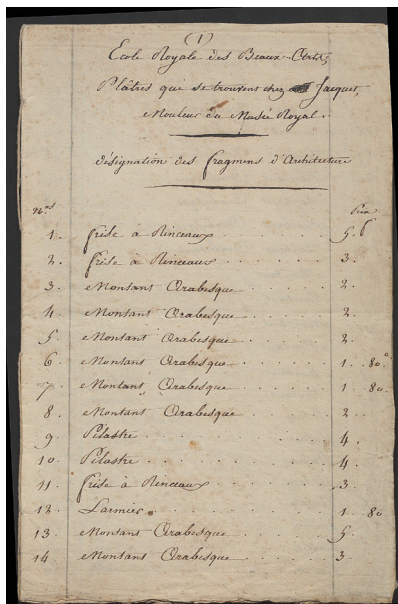 (1)
Ecole Royale des Beaux-Arts,
Plâtres qui se trouvent chez Jacquet,
Mouleur du Musée Royal.
désignation des fragmens d'Architecture
nos Prix
1. frise à Rinceaux 5. f
2. frise à Rinceaux 3.
3. Montant Arabesque 2.
4. Montant Arabesque 2.
5. Montant Arabesque 2.
6. Montant Arabesque 1. 80c
7. Montant Arabesque 1. 80.
8. Montant Arabesque 2.
9. Pilastre 4.
10. Pilastre 4.
11. frise à Rinceaux 3.
12. Larmier 1. 80
13. Montant Arabesque 5.
14. Montant Arabesque 3.